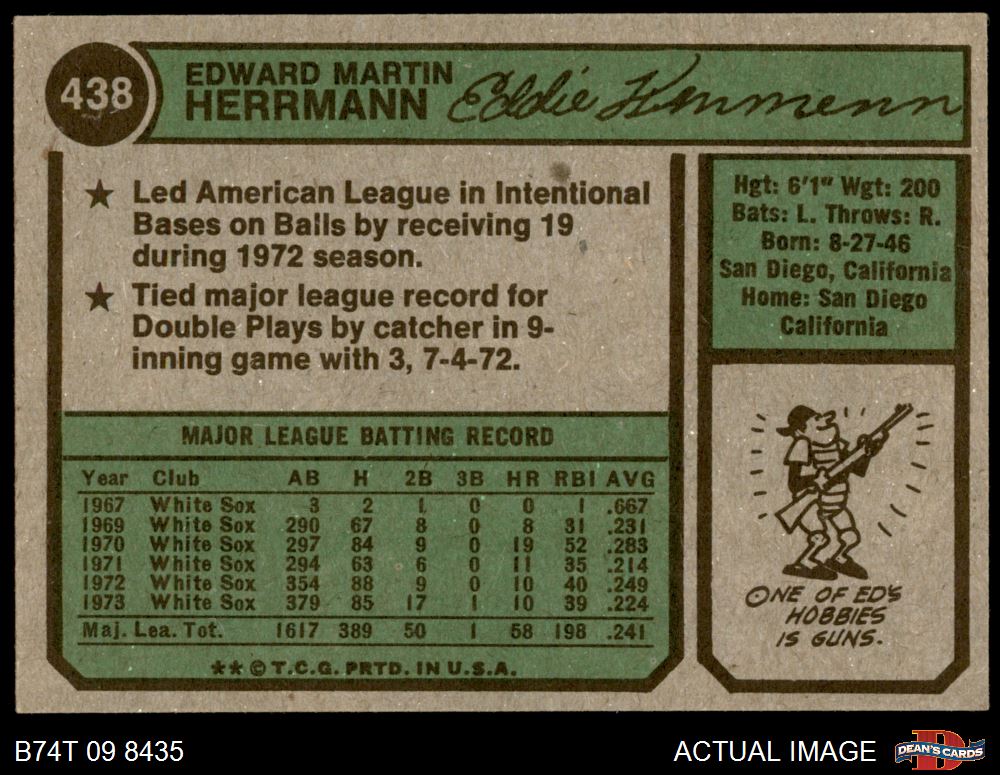 438
EDWARD MARTIN
HERRMANN
Eddie Herrmann
★ Led American League in Intentional
Bases on Balls by receiving 19
during 1972 season.
★ Tied major league record for
Double Plays by catcher in 9-
inning game with 3, 7-4-72.
Hgt: 6'1" Wgt: 200
Bats: L. Throws: R.
Born: 8-27-46
San Diego, California
Home: San Diego
California
MAJOR LEAGUE BATTING RECORD
Year Club AB H 2B 3B HR RBI AVG
1967 White Sox 3 2 1 0 0 1 .667
1969 White Sox 290 67 8 0 8 31 .231
1970 White Sox 297 84 9 0 19 52 .283
1971 White Sox 294 63 6 0 11 35 .214
1972 White Sox 354 88 9 0 10 40 .249
1973 White Sox 379 85 17 1 10 39 .224
Maj. Lea. Tot. 1617 389 50 1 58 198 .241
★★ © T.C.G. PRTD. IN U.S.A.
ONE OF ED'S
HOBBIES
IS GUNS.
B74T 09 8435
ACTUAL IMAGE
DEAN'S CARDS